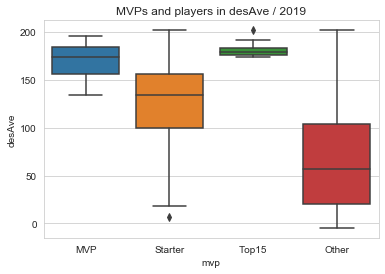 MVPs and players in desAve / 2019
200
150
100
50
0
desAve
MVP Starter Top15 Other
mvp